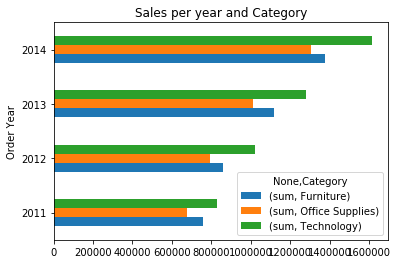 Sales per year and Category
Order Year
2014
2013
2012
2011
None,Category
(sum, Furniture)
(sum, Office Supplies)
(sum, Technology)
0 200000 400000 600000 800000 1000000 1200000 1400000 1600000